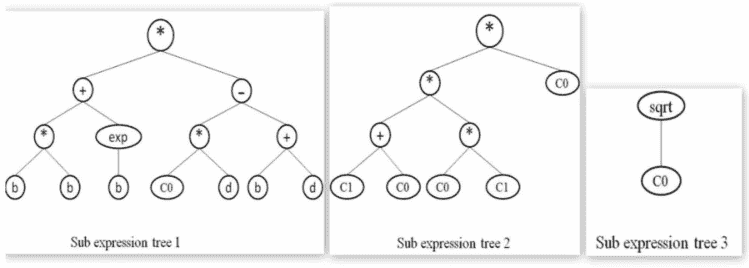 *
+ -
* exp * +
b b b C0 d b d
Sub expression tree 1
*
* C0
+ *
C1 C0 C0 C1
Sub expression tree 2
sqrt
C0
Sub expression tree 3